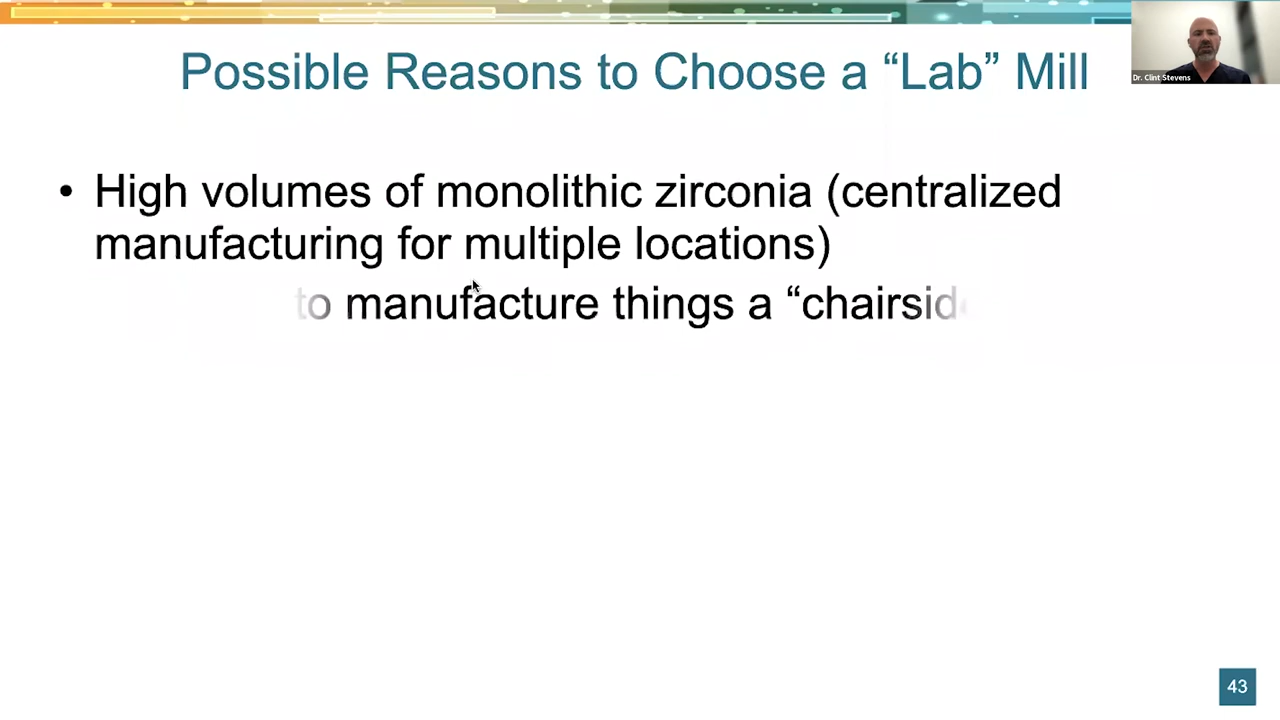 Possible Reasons to Choose a “Lab” Mill
Dr. Clint Stevens
• High volumes of monolithic zirconia (centralized
manufacturing for multiple locations)
to manufacture things a “chairside
43